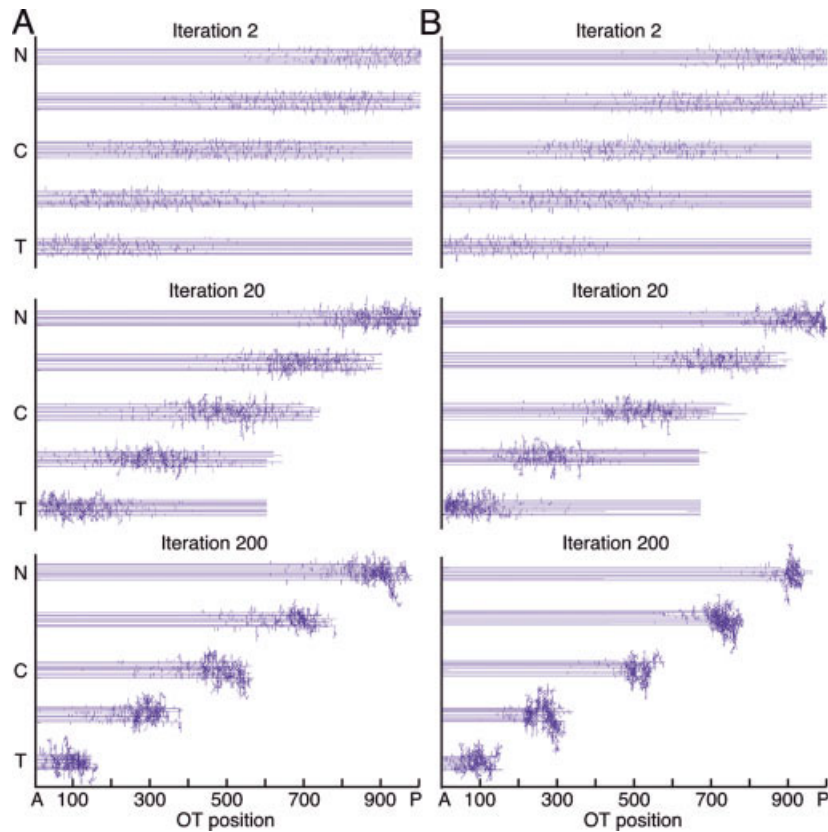 A
B
Iteration 2
Iteration 2
N
C
T
Iteration 20
Iteration 20
N
C
T
Iteration 200
Iteration 200
N
C
T
A 100 300 500 700 900 P
A 100 300 500 700 900 P
OT position
OT position